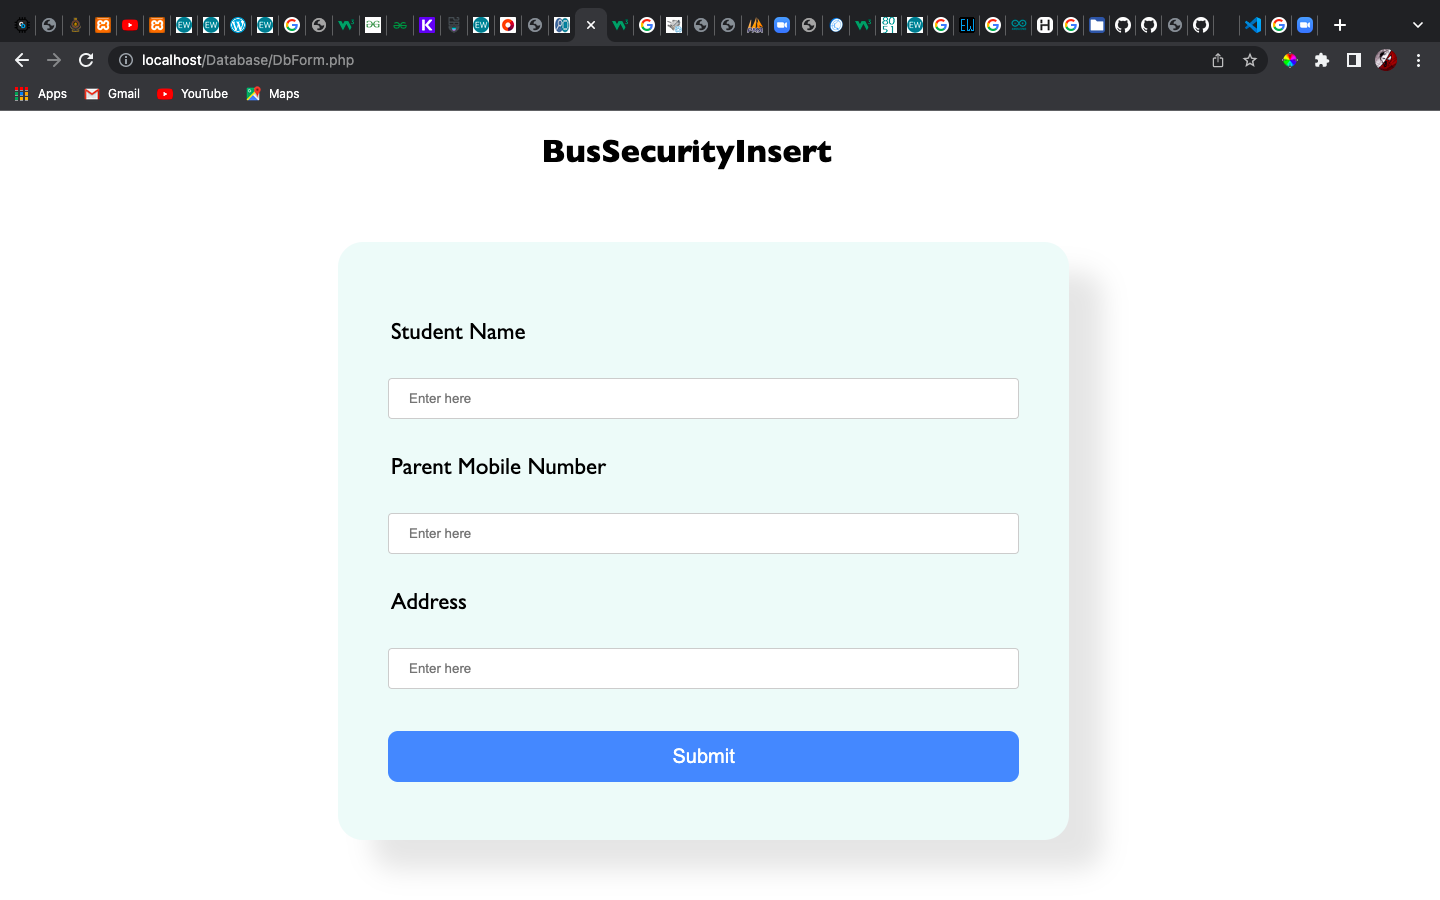 localhost/Database/DbForm.php
Apps Gmail YouTube Maps
BusSecurityInsert
Student Name
Enter here
Parent Mobile Number
Enter here
Address
Enter here
Submit